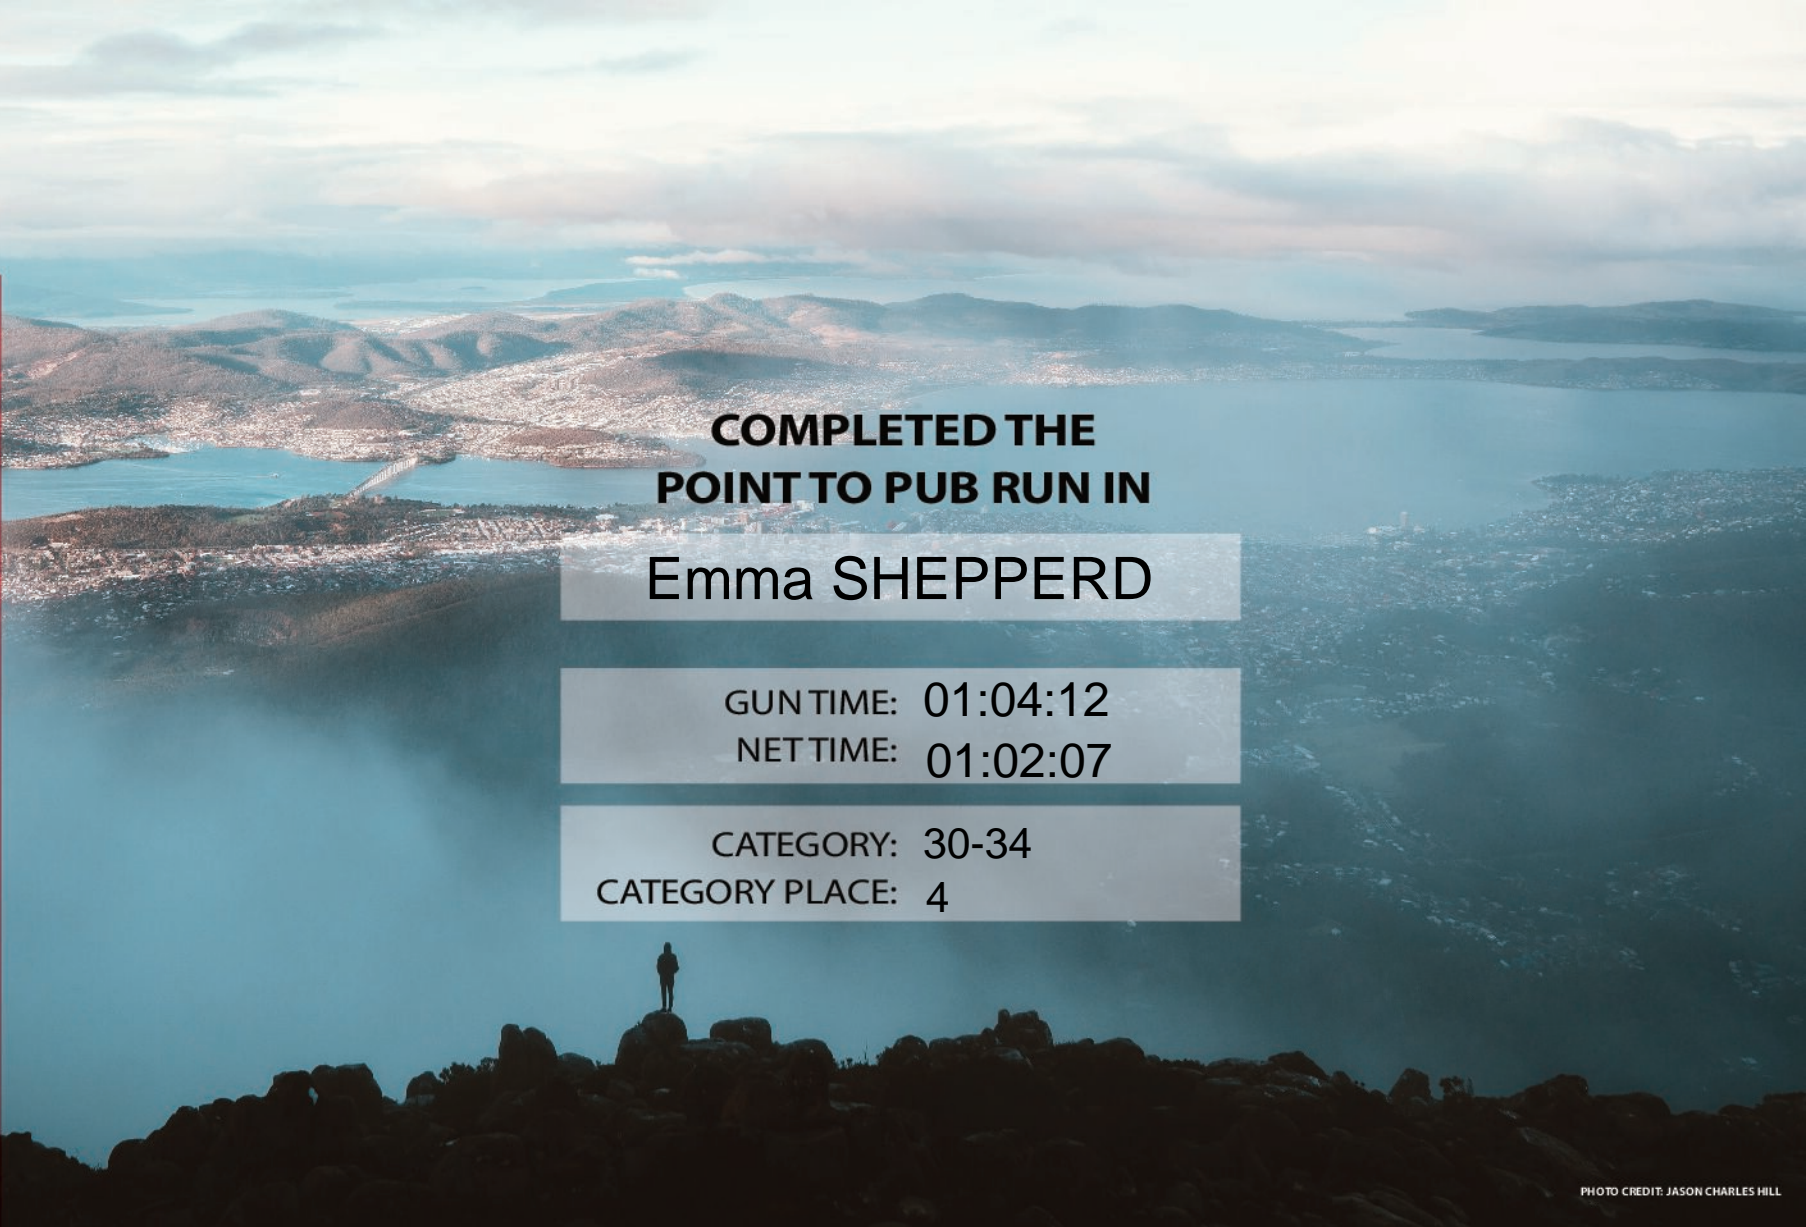 COMPLETED THE
POINT TO PUB RUN IN
Emma SHEPPERD
GUN TIME: 01:04:12
NET TIME: 01:02:07
CATEGORY: 30-34
CATEGORY PLACE: 4
PHOTO CREDIT: JASON CHARLES HILL